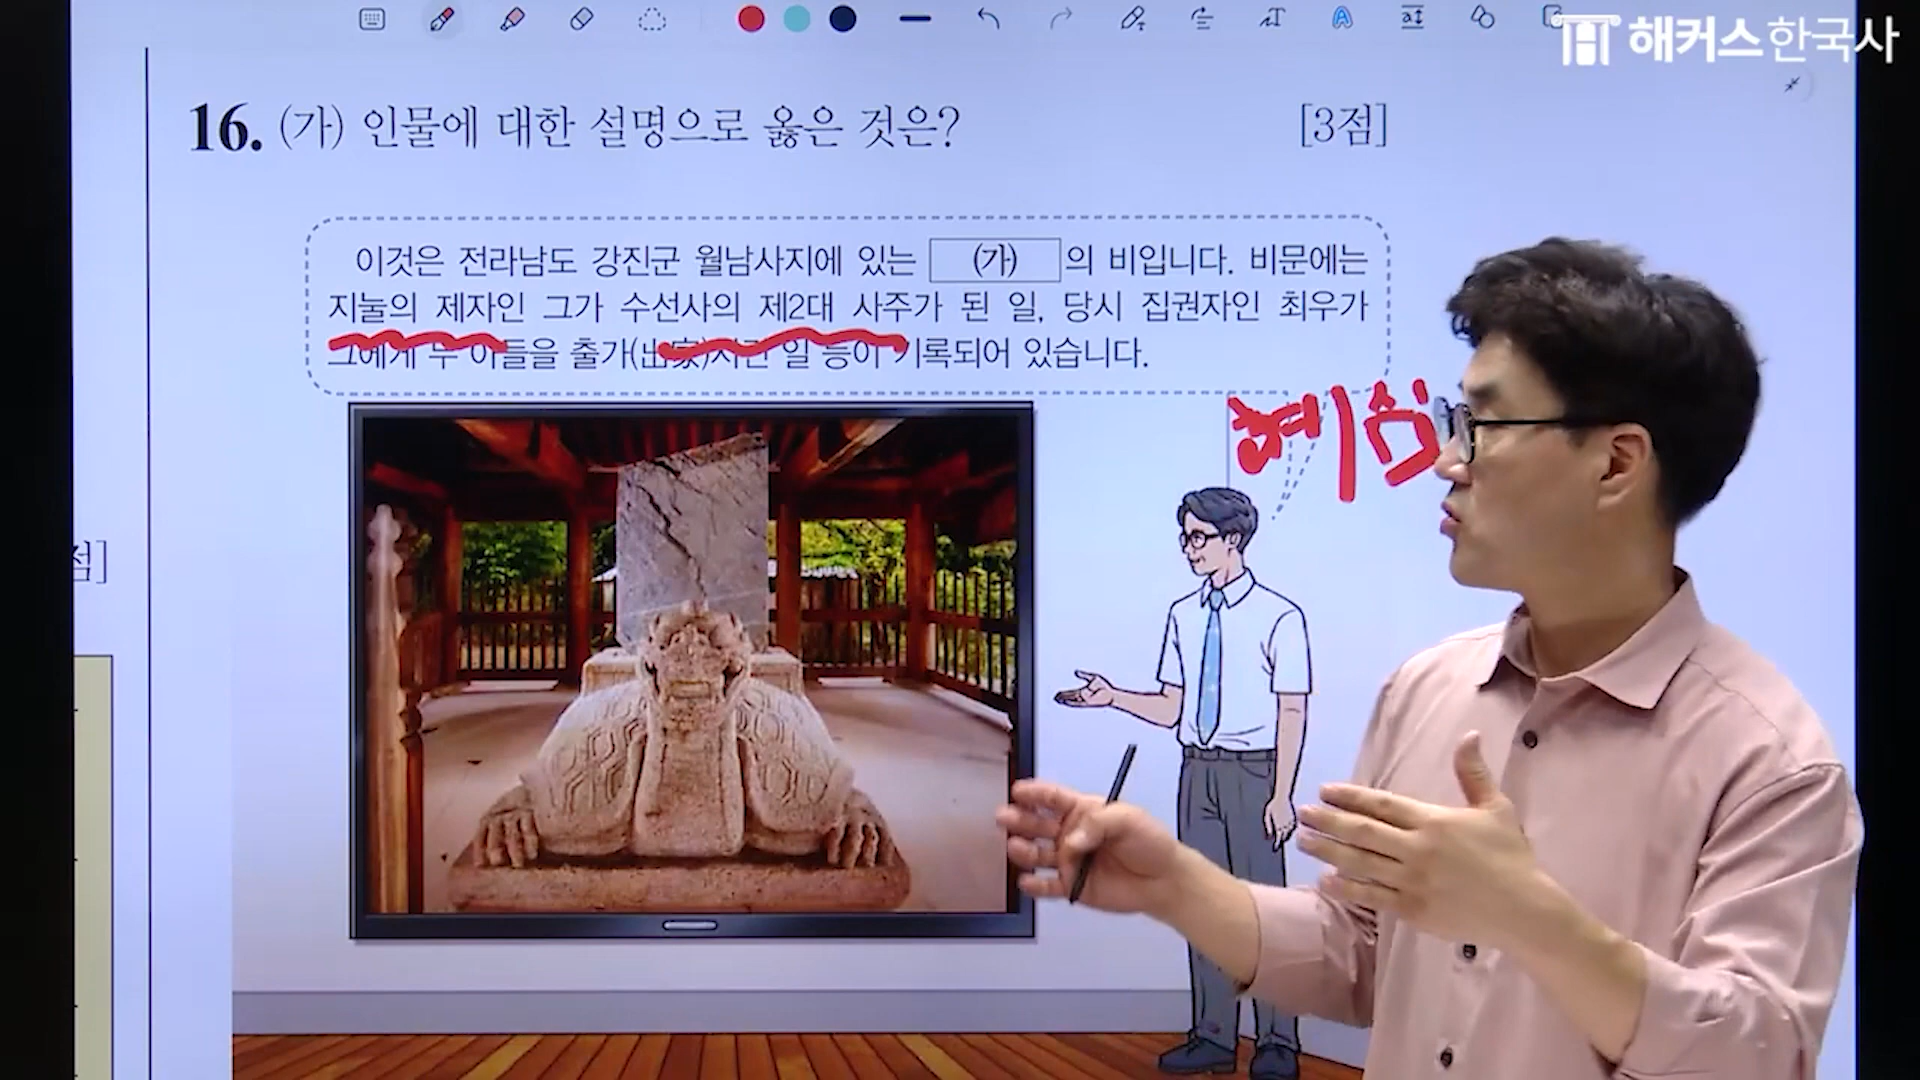 해커스한국사
16. (가) 인물에 대한 설명으로 옳은 것은? [3점]
이것은 전라남도 강진군 월남사지에 있는 (가) 의 비입니다. 비문에는
지눌의 제자인 그가 수선사의 제2대 사주가 된 일, 당시 집권자인 최우가
그에게 두 아들을 출가(出家)시킨 일 등이 기록되어 있습니다.
혜심
점]